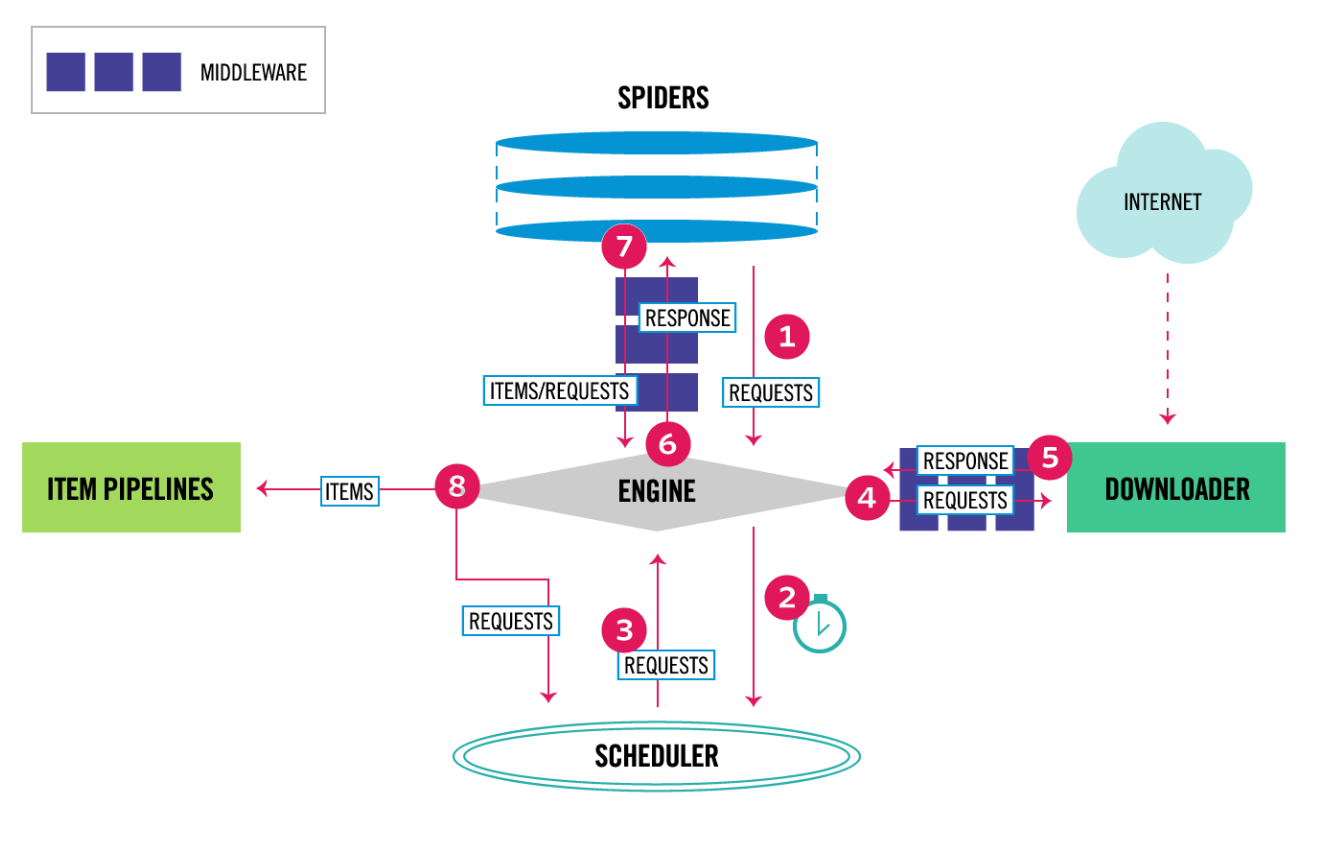 MIDDLEWARE
SPIDERS
INTERNET
7
RESPONSE
1
ITEMS/REQUESTS
REQUESTS
6
RESPONSE
5
ITEM PIPELINES
ITEMS
8
ENGINE
4
REQUESTS
DOWNLOADER
2
REQUESTS
3
REQUESTS
SCHEDULER